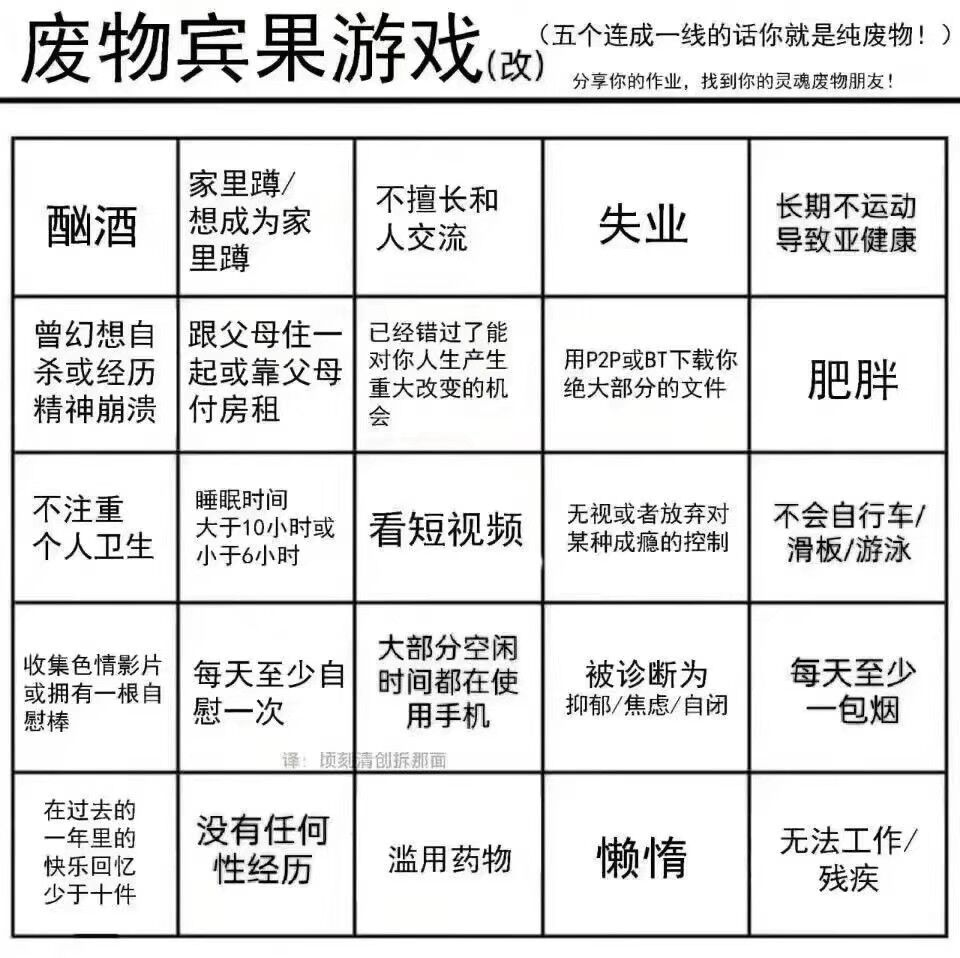 废物宾果游戏(改)
（五个连成一线的话你就是纯废物！）
分享你的作业，找到你的灵魂废物朋友！
酗酒
家里蹲/
想成为家
里蹲
不擅长和
人交流
失业
长期不运动
导致亚健康
曾幻想自
杀或经历
精神崩溃
跟父母住一
起或靠父母
付房租
已经错过了能
对你人生产生
重大改变的机
会
用P2P或BT下载你
绝大部分的文件
肥胖
不注重
个人卫生
睡眠时间
大于10小时或
小于6小时
看短视频
无视或者放弃对
某种成瘾的控制
不会自行车/
滑板/游泳
收集色情影片
或拥有一根自
慰棒
每天至少自
慰一次
大部分空闲
时间都在使
用手机
被诊断为
抑郁/焦虑/自闭
每天至少
一包烟
译：顷刻清创拆那面
在过去的
一年里的
快乐回忆
少于十件
没有任何
性经历
滥用药物
懒惰
无法工作/
残疾